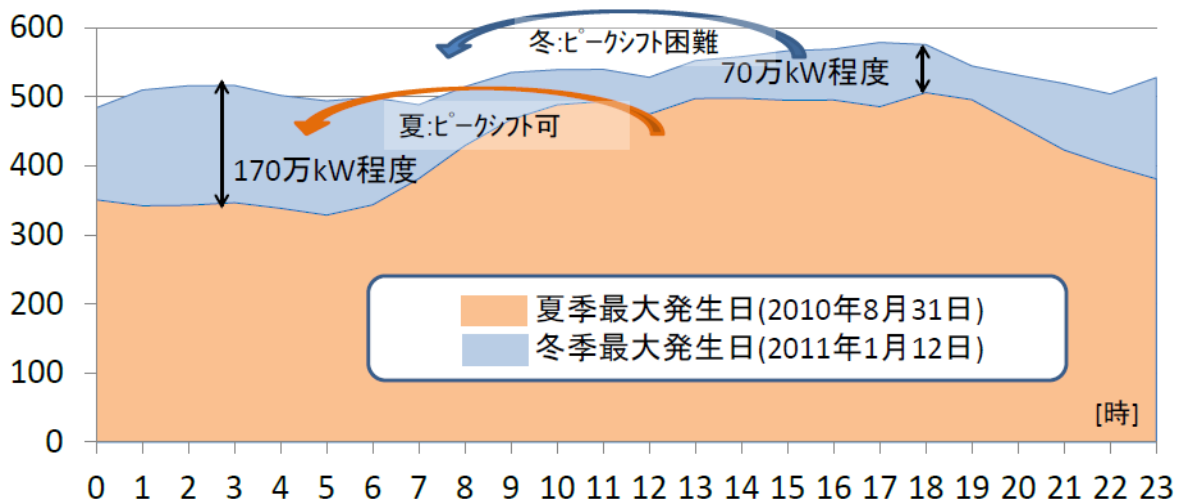 600
500
400
300
200
100
0
冬:ﾋﾟｰｸｼﾌﾄ困難
70万kW程度
夏:ﾋﾟｰｸｼﾌﾄ可
170万kW程度
夏季最大発生日(2010年8月31日)
冬季最大発生日(2011年1月12日)
[時]
0 1 2 3 4 5 6 7 8 9 10 11 12 13 14 15 16 17 18 19 20 21 22 23